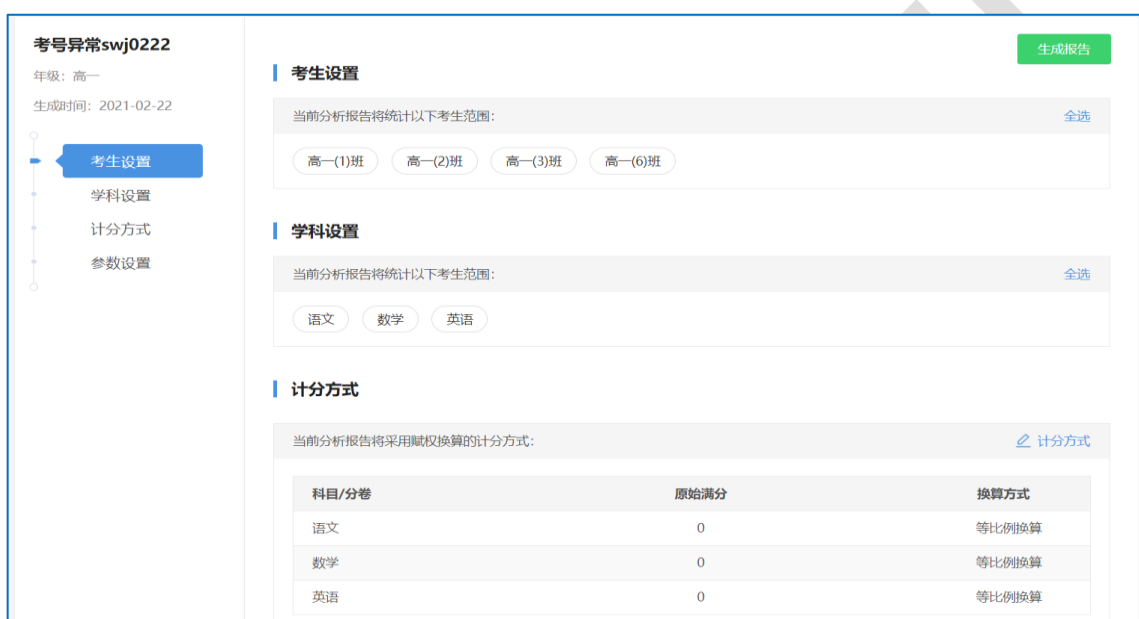 考号异常swj0222
年级：高一
生成时间：2021-02-22
考生设置
学科设置
计分方式
参数设置
生成报告
考生设置
当前分析报告将统计以下考生范围： 全选
高一(1)班 高一(2)班 高一(3)班 高一(6)班
学科设置
当前分析报告将统计以下考生范围： 全选
语文 数学 英语
计分方式
当前分析报告将采用赋权换算的计分方式： 计分方式
科目/分卷 原始满分 换算方式
语文 0 等比例换算
数学 0 等比例换算
英语 0 等比例换算